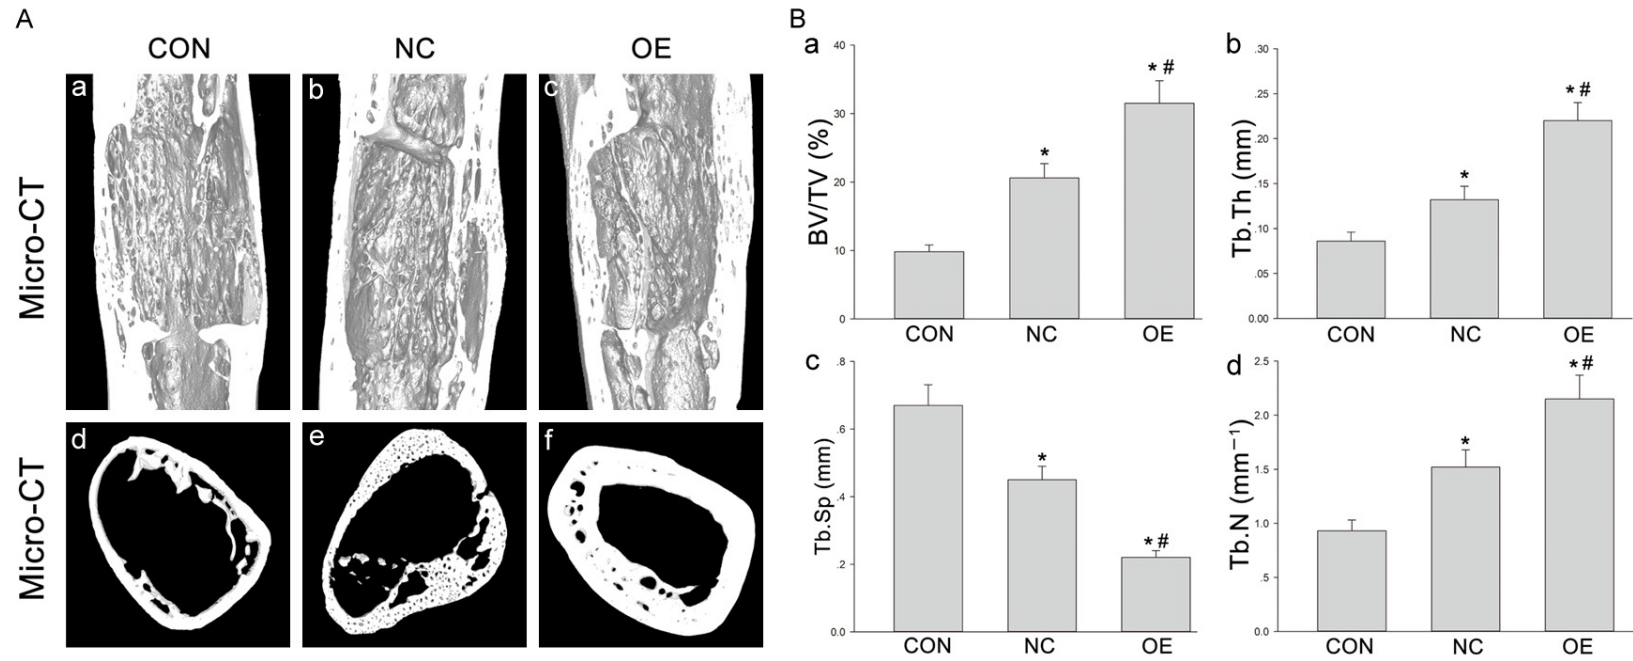 A
CON NC OE
Micro-CT
a b c
Micro-CT
d e f
B
a
BV/TV (%)
40
30
20
10
0
*
* #
CON NC OE
b
Tb.Th (mm)
.30
.25
.20
.15
.10
.05
0.00
*
* #
CON NC OE
c
Tb.Sp (mm)
.8
.6
.4
.2
0.0
*
* #
CON NC OE
d
Tb.N (mm⁻¹)
2.5
2.0
1.5
1.0
.5
0.0
*
* #
CON NC OE